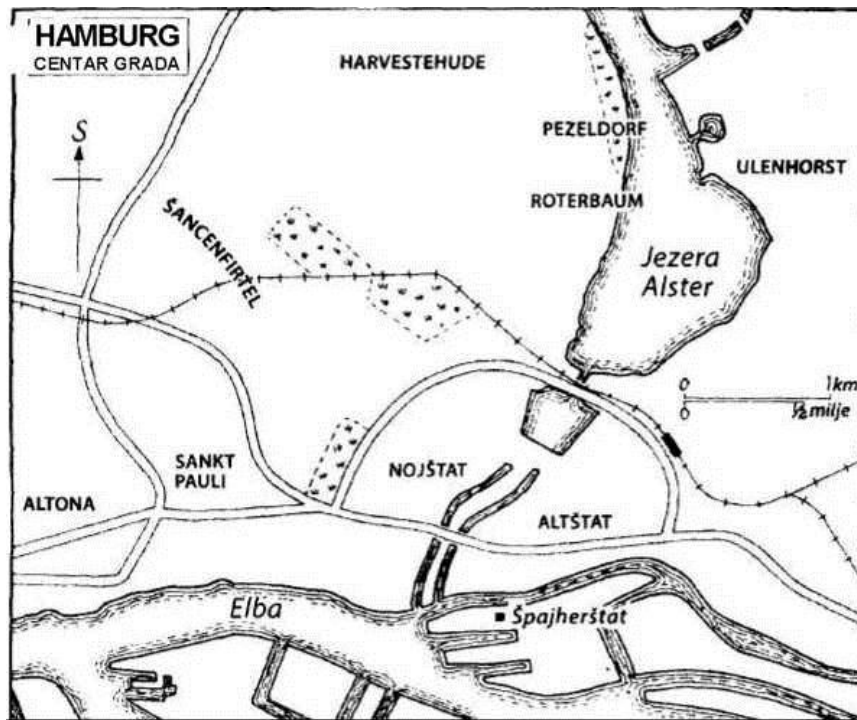 HAMBURG
CENTAR GRADA
HARVESTEHUDE
S
PEZELDORF
ULENHORST
ROTERBAUM
ŠANCENFIRTEL
Jezera
Alster
0 1km
0 ½ milje
SANKT
PAULI
NOJŠTAT
ALTONA
ALTŠTAT
Elba
Špajherštat